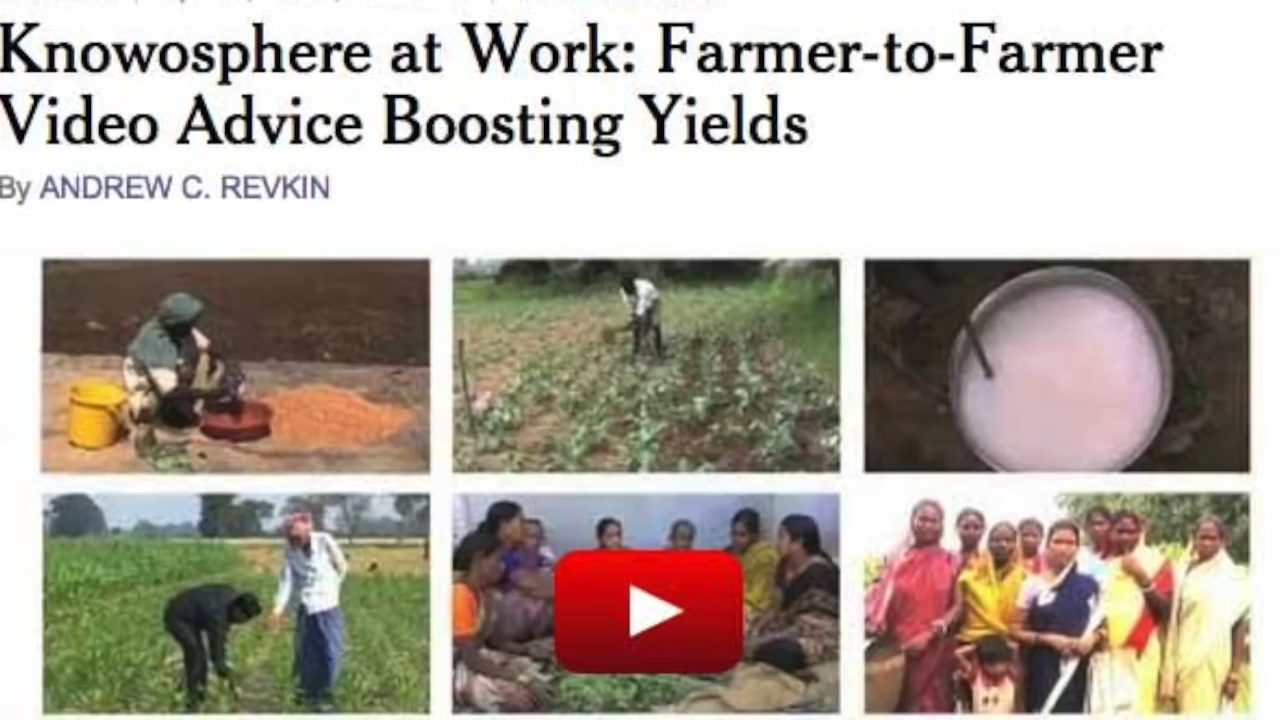 Knowosphere at Work: Farmer-to-Farmer
Video Advice Boosting Yields
By ANDREW C. REVKIN